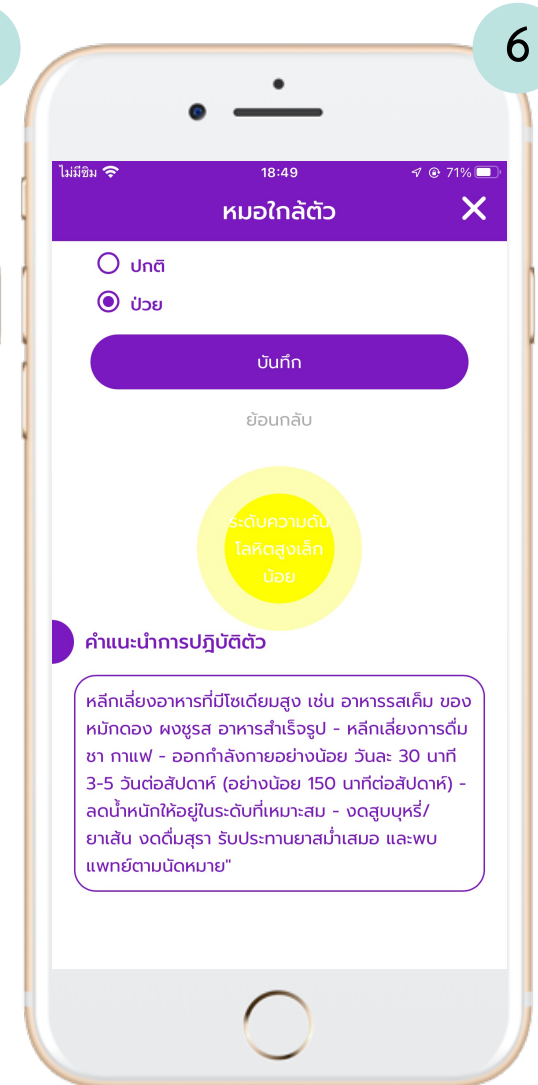 6
ไม่มีซิม 18:49 71%
หมอใกล้ตัว
ปกติ
ป่วย
บันทึก
ย้อนกลับ
ระดับความดัน
โลหิตสูงเล็ก
น้อย
คำแนะนำการปฎิบัติตัว
หลีกเลี่ยงอาหารที่มีโซเดียมสูง เช่น อาหารรสเค็ม ของ
หมักดอง ผงชูรส อาหารสำเร็จรูป - หลีกเลี่ยงการดื่ม
ชา กาแฟ - ออกกำลังกายอย่างน้อย วันละ 30 นาที
3-5 วันต่อสัปดาห์ (อย่างน้อย 150 นาทีต่อสัปดาห์) -
ลดน้ำหนักให้อยู่ในระดับที่เหมาะสม - งดสูบบุหรี่/
ยาเส้น งดดื่มสุรา รับประทานยาสม่ำเสมอ และพบ
แพทย์ตามนัดหมาย"